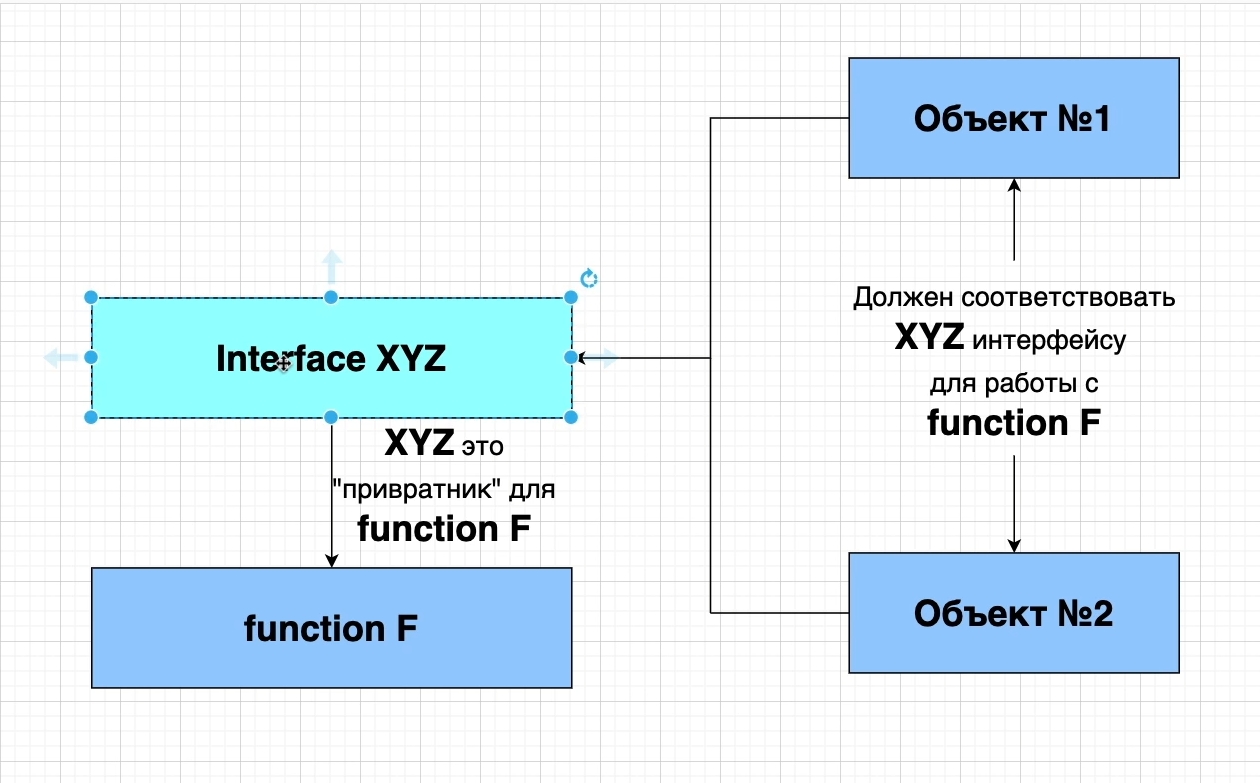 Объект №1
Должен соответствовать
XYZ интерфейсу
для работы с
function F
Interface XYZ
XYZ это
"привратник" для
function F
function F
Объект №2